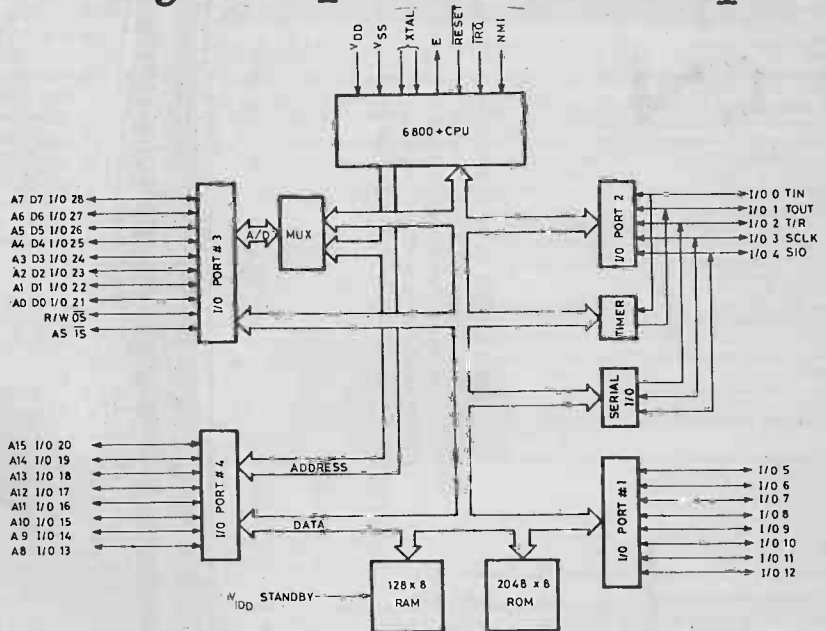 VDD
VSS
XTAL
E
RESET
IRQ
NMI
6800 + CPU
A7 D7 I/O 28
A6 D6 I/O 27
A5 D5 I/O 26
A4 D4 I/O 25
A3 D3 I/O 24
A2 D2 I/O 23
A1 D1 I/O 22
A0 D0 I/O 21
R/W OS
AS IS
I/O PORT # 3
A/D
MUX
I/O PORT 2
I/O 0 TIN
I/O 1 TOUT
I/O 2 T/R
I/O 3 SCLK
I/O 4 SIO
TIMER
SERIAL
I/O
A15 I/O 20
A14 I/O 19
A13 I/O 18
A12 I/O 17
A11 I/O 16
A10 I/O 15
A9 I/O 14
A8 I/O 13
I/O PORT # 4
ADDRESS
DATA
I/O PORT #1
I/O 5
I/O 6
I/O 7
I/O 8
I/O 9
I/O 10
I/O 11
I/O 12
STANDBY
128 x 8
RAM
2048 x 8
ROM